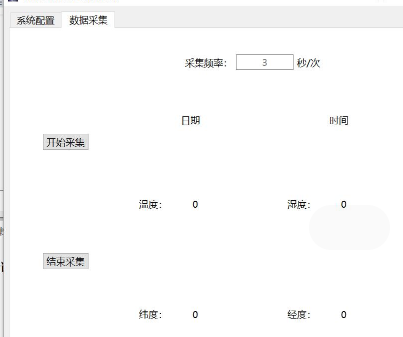 系统配置 数据采集
采集频率: 3 秒/次
日期 时间
开始采集
温度: 0 湿度: 0
结束采集
纬度: 0 经度: 0